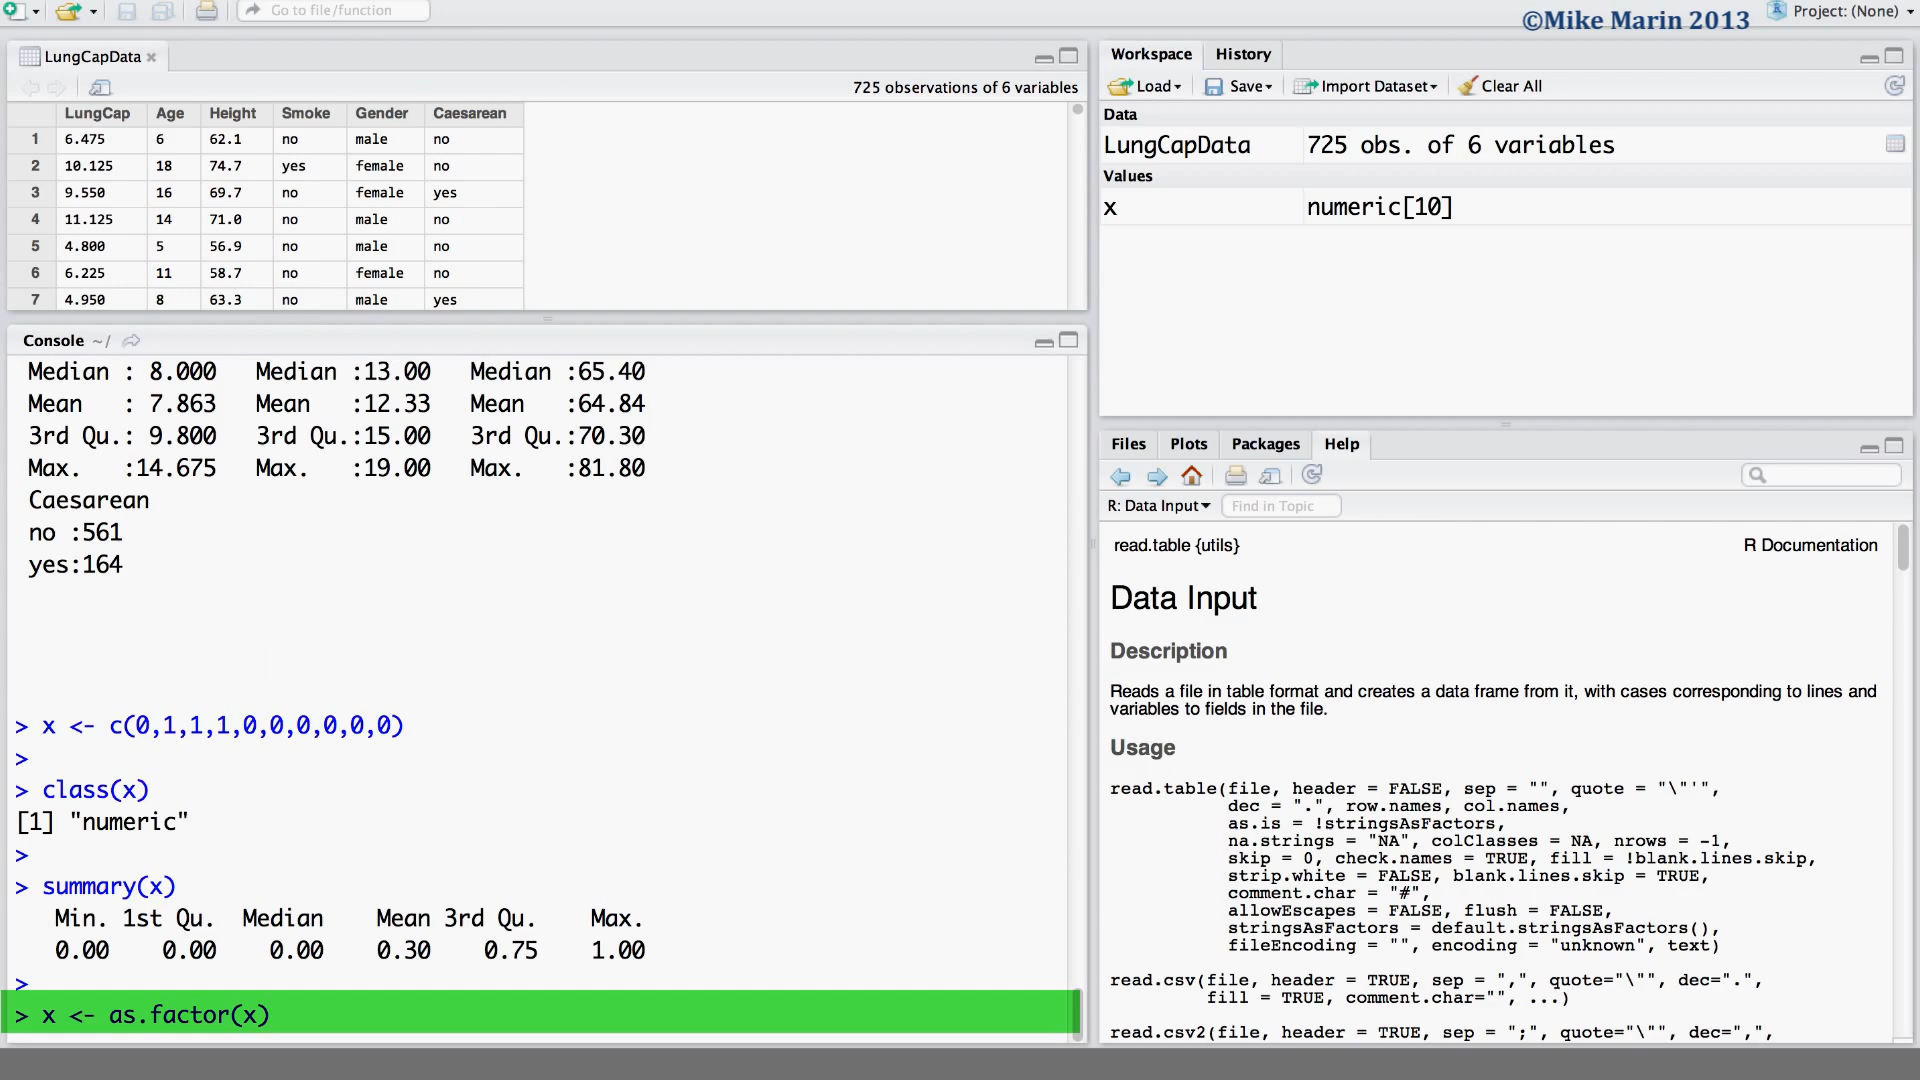 Go to file/function
©Mike Marin 2013
Project: (None)
LungCapData
725 observations of 6 variables
LungCap Age Height Smoke Gender Caesarean
1 6.475 6 62.1 no male no
2 10.125 18 74.7 yes female no
3 9.550 16 69.7 no female yes
4 11.125 14 71.0 no male no
5 4.800 5 56.9 no male no
6 6.225 11 58.7 no female no
7 4.950 8 63.3 no male yes
Console ~/
Median : 8.000 Median :13.00 Median :65.40
Mean : 7.863 Mean :12.33 Mean :64.84
3rd Qu.: 9.800 3rd Qu.:15.00 3rd Qu.:70.30
Max. :14.675 Max. :19.00 Max. :81.80
Caesarean
no :561
yes:164
> x <- c(0,1,1,1,0,0,0,0,0,0)
>
> class(x)
[1] "numeric"
>
> summary(x)
Min. 1st Qu. Median Mean 3rd Qu. Max.
0.00 0.00 0.00 0.30 0.75 1.00
>
> x <- as.factor(x)
Workspace History
Load Save Import Dataset Clear All
Data
LungCapData 725 obs. of 6 variables
Values
x numeric[10]
Files Plots Packages Help
R: Data Input Find in Topic
read.table {utils} R Documentation
Data Input
Description
Reads a file in table format and creates a data frame from it, with cases corresponding to lines and
variables to fields in the file.
Usage
read.table(file, header = FALSE, sep = "", quote = "\"'",
dec = ".", row.names, col.names,
as.is = !stringsAsFactors,
na.strings = "NA", colClasses = NA, nrows = -1,
skip = 0, check.names = TRUE, fill = !blank.lines.skip,
strip.white = FALSE, blank.lines.skip = TRUE,
comment.char = "#",
allowEscapes = FALSE, flush = FALSE,
stringsAsFactors = default.stringsAsFactors(),
fileEncoding = "", encoding = "unknown", text)
read.csv(file, header = TRUE, sep = ",", quote="\"", dec=".",
fill = TRUE, comment.char="", ...)
read.csv2(file, header = TRUE, sep = ";", quote="\"", dec=",",